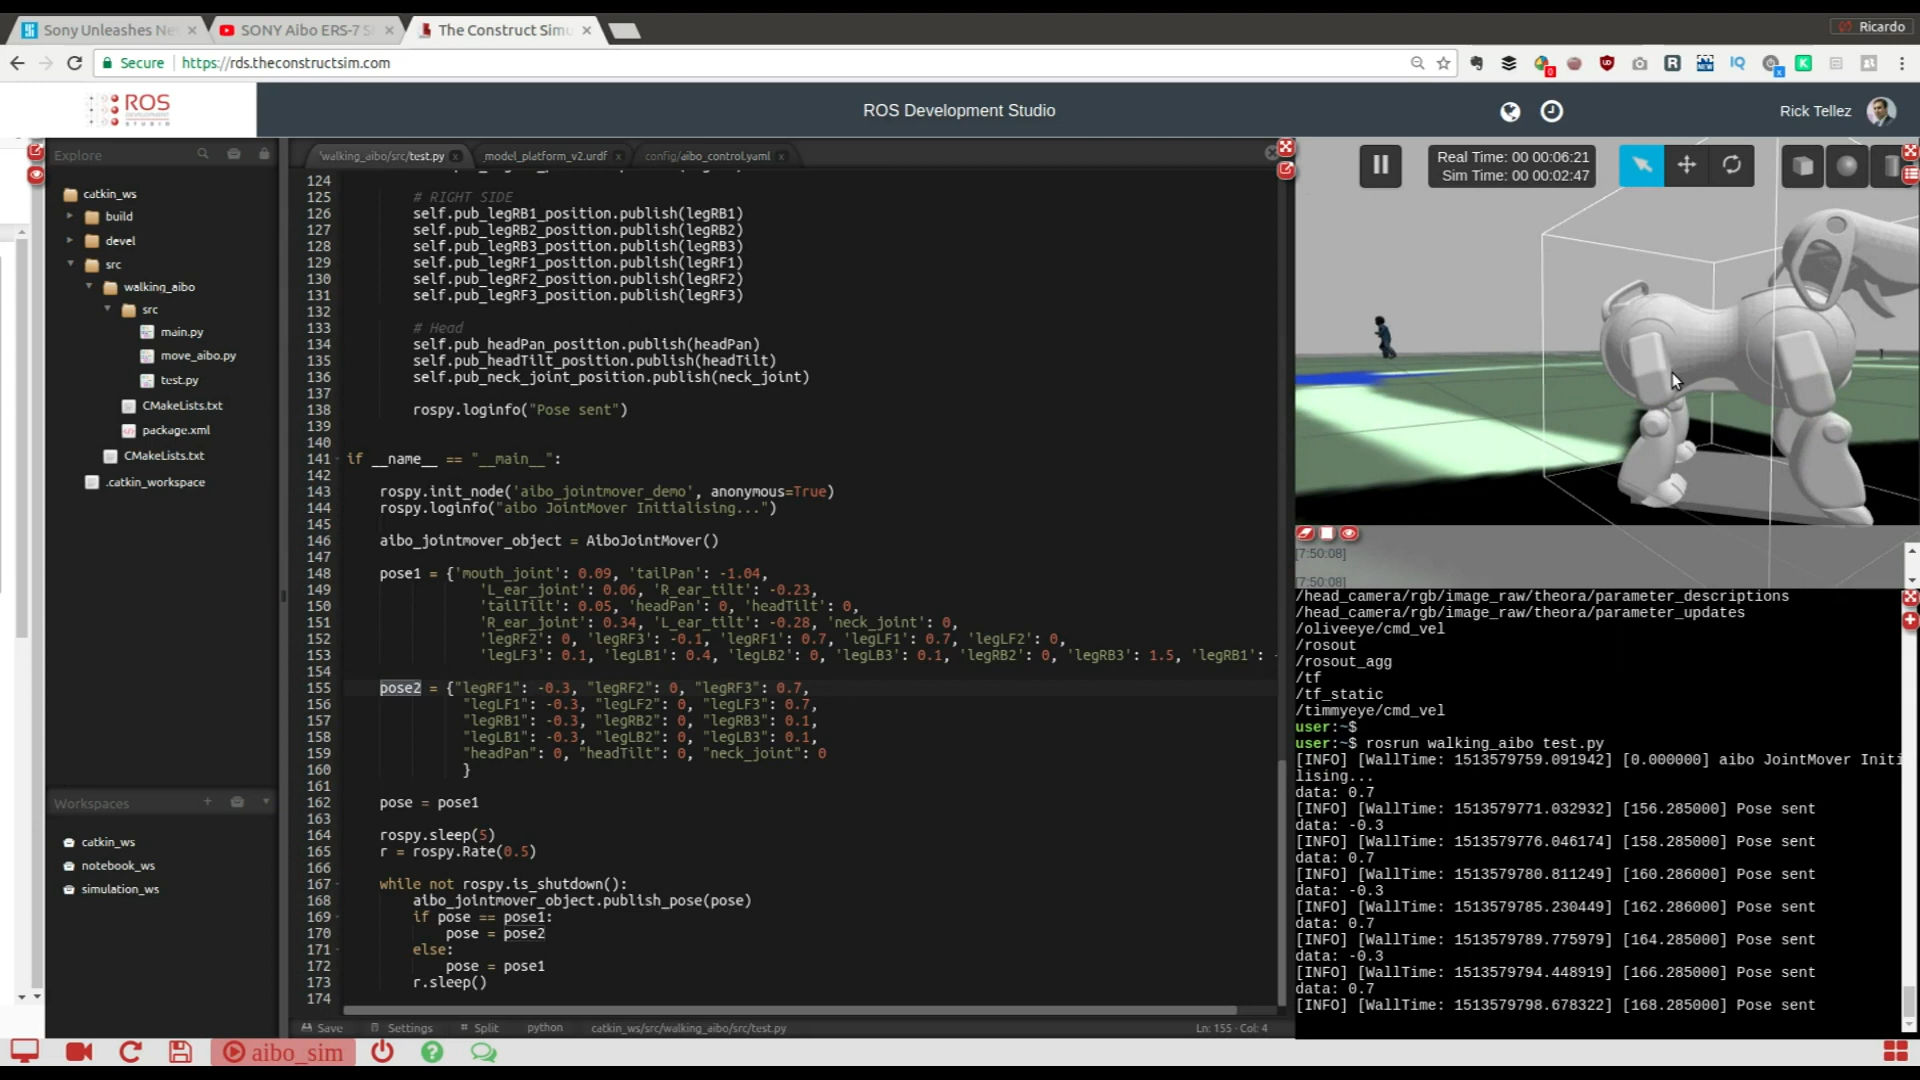 Sony Unleashes Ne
SONY Aibo ERS-7 S
The Construct Simu
Ricardo
Secure
https://rds.theconstructsim.com
ROS
ROS Development Studio
Rick Tellez
Explore
catkin_ws
build
devel
src
walking_aibo
src
main.py
move_aibo.py
test.py
CMakeLists.txt
package.xml
CMakeLists.txt
.catkin_workspace
Workspaces
catkin_ws
notebook_ws
simulation_ws
walking_aibo/src/test.py
model_platform_v2.urdf
config/aibo_control.yaml
124
125 # RIGHT SIDE
126 self.pub_legRB1_position.publish(legRB1)
127 self.pub_legRB2_position.publish(legRB2)
128 self.pub_legRB3_position.publish(legRB3)
129 self.pub_legRF1_position.publish(legRF1)
130 self.pub_legRF2_position.publish(legRF2)
131 self.pub_legRF3_position.publish(legRF3)
132
133 # Head
134 self.pub_headPan_position.publish(headPan)
135 self.pub_headTilt_position.publish(headTilt)
136 self.pub_neck_joint_position.publish(neck_joint)
137
138 rospy.loginfo("Pose sent")
139
140
141 if __name__ == "__main__":
142
143 rospy.init_node('aibo_jointmover_demo', anonymous=True)
144 rospy.loginfo("aibo JointMover Initialising...")
145
146 aibo_jointmover_object = AiboJointMover()
147
148 pose1 = {'mouth_joint': 0.09, 'tailPan': -1.04,
149 'L_ear_joint': 0.06, 'R_ear_tilt': -0.23,
150 'tailTilt': 0.05, 'headPan': 0, 'headTilt': 0,
151 'R_ear_joint': 0.34, 'L_ear_tilt': -0.28, 'neck_joint': 0,
152 'legRF2': 0, 'legRF3': -0.1, 'legRF1': 0.7, 'legLF1': 0.7, 'legLF2': 0,
153 'legLF3': 0.1, 'legLB1': 0.4, 'legLB2': 0, 'legLB3': 0.1, 'legRB2': 0, 'legRB3': 1.5, 'legRB1': -
154
155 pose2 = {"legRF1": -0.3, "legRF2": 0, "legRF3": 0.7,
156 "legLF1": -0.3, "legLF2": 0, "legLF3": 0.7,
157 "legRB1": -0.3, "legRB2": 0, "legRB3": 0.1,
158 "legLB1": -0.3, "legLB2": 0, "legLB3": 0.1,
159 "headPan": 0, "headTilt": 0, "neck_joint": 0
160 }
161
162 pose = pose1
163
164 rospy.sleep(5)
165 r = rospy.Rate(0.5)
166
167 while not rospy.is_shutdown():
168 aibo_jointmover_object.publish_pose(pose)
169 if pose == pose1:
170 pose = pose2
171 else:
172 pose = pose1
173 r.sleep()
174
Save
Settings
Split
python
catkin_ws/src/walking_aibo/src/test.py
Ln: 155 - Col: 4
Real Time: 00 00:06:21
Sim Time: 00 00:02:47
[7:50:08]
[7:50:08]
/head_camera/rgb/image_raw/theora/parameter_descriptions
/head_camera/rgb/image_raw/theora/parameter_updates
/oliveeye/cmd_vel
/rosout
/rosout_agg
/tf
/tf_static
/timmyeye/cmd_vel
user:~$
user:~$ rosrun walking_aibo test.py
[INFO] [WallTime: 1513579759.091942] [0.000000] aibo JointMover Initi
lising...
data: 0.7
[INFO] [WallTime: 1513579771.032932] [156.285000] Pose sent
data: -0.3
[INFO] [WallTime: 1513579776.046174] [158.285000] Pose sent
data: 0.7
[INFO] [WallTime: 1513579780.811249] [160.286000] Pose sent
data: -0.3
[INFO] [WallTime: 1513579785.230449] [162.286000] Pose sent
data: 0.7
[INFO] [WallTime: 1513579789.775979] [164.285000] Pose sent
data: -0.3
[INFO] [WallTime: 1513579794.448919] [166.285000] Pose sent
data: 0.7
[INFO] [WallTime: 1513579798.678322] [168.285000] Pose sent
aibo_sim